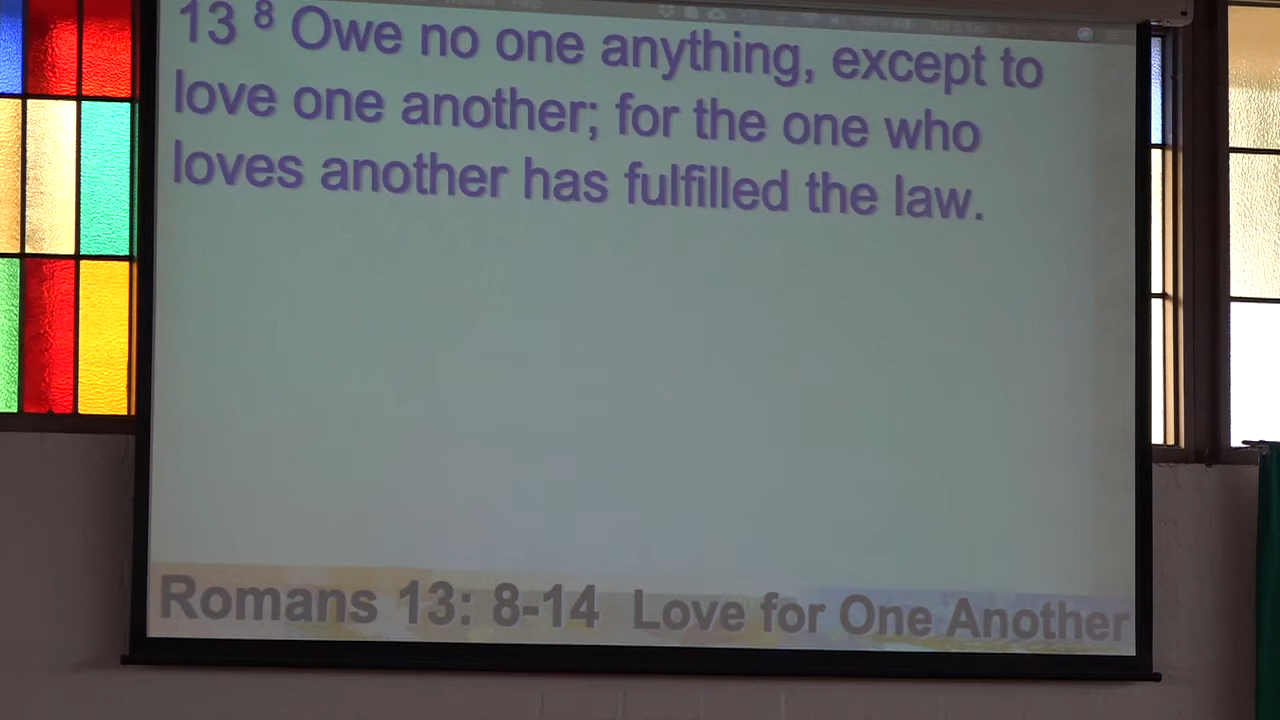 13 8 Owe no one anything, except to
love one another; for the one who
loves another has fulfilled the law.
Romans 13: 8-14 Love for One Another